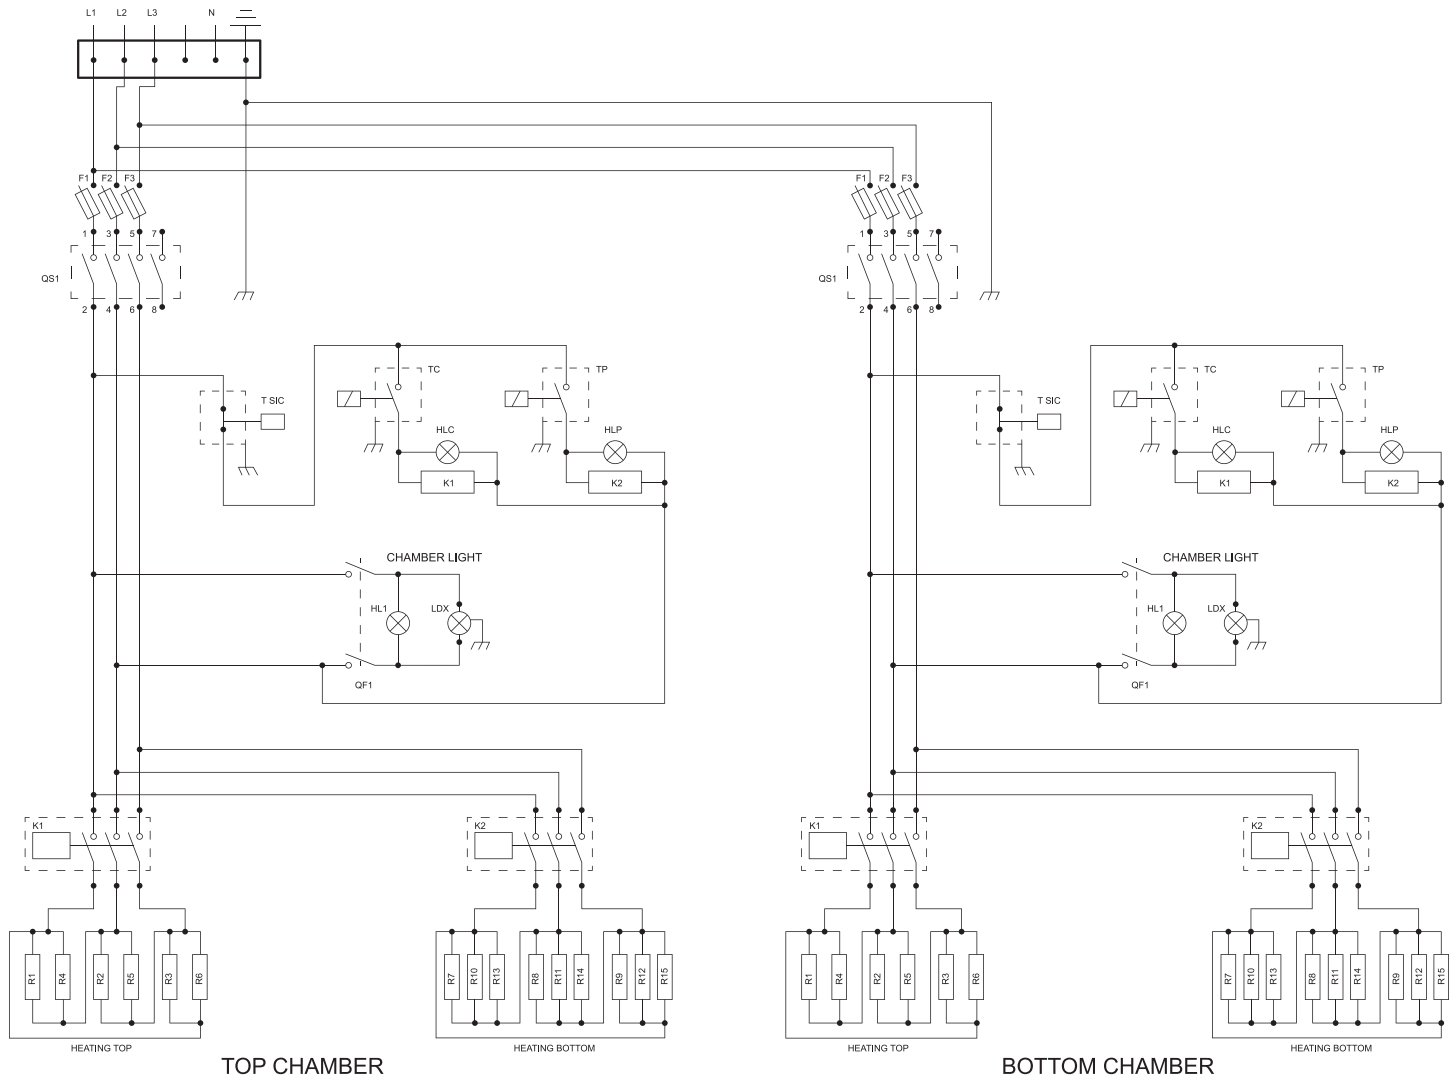 L1 L2 L3 N
F1 F2 F3 F1 F2 F3
1 3 5 7 1 3 5 7
QS1 QS1
2 4 6 8 2 4 6 8
TC TP TC TP
T SIC T SIC
HLC HLP HLC HLP
K1 K2 K1 K2
CHAMBER LIGHT CHAMBER LIGHT
HL1 LDX HL1 LDX
QF1 QF1
K1 K2 K1 K2
R1 R4 R2 R5 R3 R6 R7 R10 R13 R8 R11 R14 R9 R12 R15 R1 R4 R2 R5 R3 R6 R7 R10 R13 R8 R11 R14 R9 R12 R15
HEATING TOP HEATING BOTTOM HEATING TOP HEATING BOTTOM
TOP CHAMBER BOTTOM CHAMBER